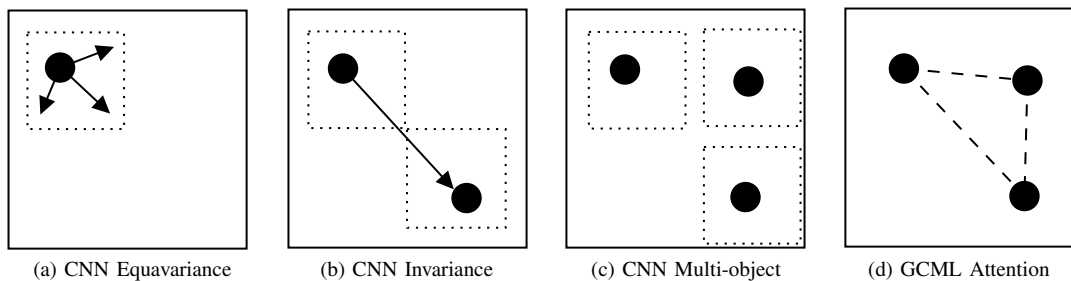 (a) CNN Equavariance
(b) CNN Invariance
(c) CNN Multi-object
(d) GCML Attention